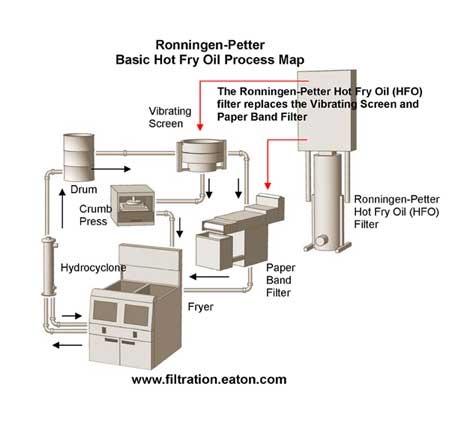 Ronningen-Petter
Basic Hot Fry Oil Process Map
The Ronningen-Petter Hot Fry Oil (HFO)
filter replaces the Vibrating Screen and
Paper Band Filter
Vibrating
Screen
Drum
Crumb
Press
Ronningen-Petter
Hot Fry Oil (HFO)
Filter
Hydrocyclone
Paper
Band
Filter
Fryer
www.filtration.eaton.com